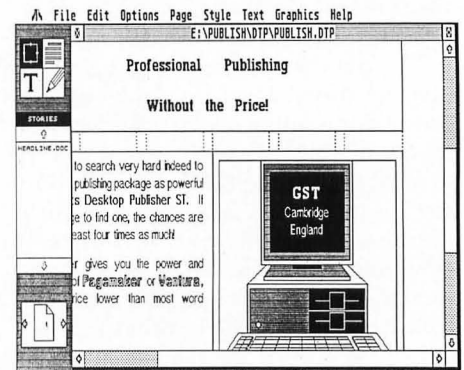 File Edit Options Page Style Text Graphics Help
E:\PUBLISH\DTP\PUBLISH.DTP
Professional Publishing
Without the Price!
T
STORIES
HEADLINE.DOC
to search very hard indeed to
publishing package as powerful
s Desktop Publisher ST. If
e to find one, the chances are
east four times as much!
r gives you the power and
of Pagemaker or Ventura,
rice lower than most word
GST
Cambridge
England